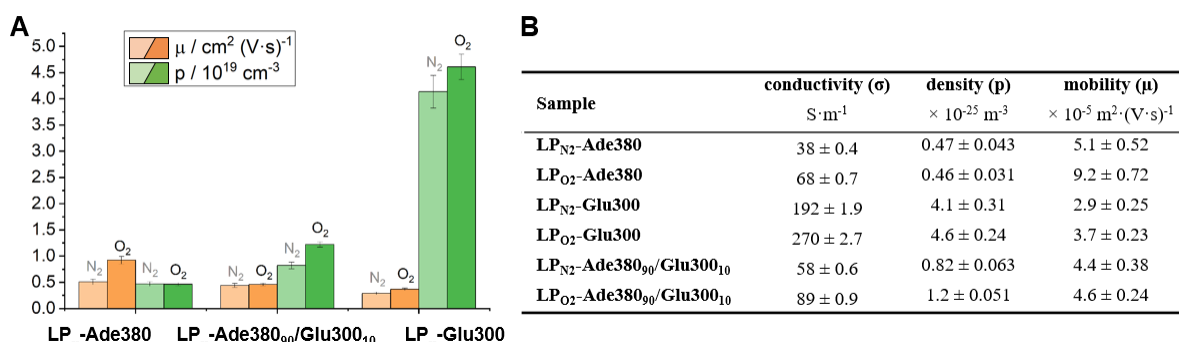 A
μ / cm² (V·s)⁻¹
p / 10¹⁹ cm⁻³
5.0
4.5
4.0
3.5
3.0
2.5
2.0
1.5
1.0
0.5
0.0
N₂ O₂ N₂ O₂
N₂ O₂ N₂ O₂
N₂ O₂ N₂ O₂
LP -Ade380 LP -Ade380₉₀/Glu300₁₀ LP -Glu300
B
Sample conductivity (σ) density (p) mobility (μ)
S·m⁻¹ × 10⁻²⁵ m⁻³ × 10⁻⁵ m²·(V·s)⁻¹
LP_N2-Ade380 38 ± 0.4 0.47 ± 0.043 5.1 ± 0.52
LP_O2-Ade380 68 ± 0.7 0.46 ± 0.031 9.2 ± 0.72
LP_N2-Glu300 192 ± 1.9 4.1 ± 0.31 2.9 ± 0.25
LP_O2-Glu300 270 ± 2.7 4.6 ± 0.24 3.7 ± 0.23
LP_N2-Ade380₉₀/Glu300₁₀ 58 ± 0.6 0.82 ± 0.063 4.4 ± 0.38
LP_O2-Ade380₉₀/Glu300₁₀ 89 ± 0.9 1.2 ± 0.051 4.6 ± 0.24